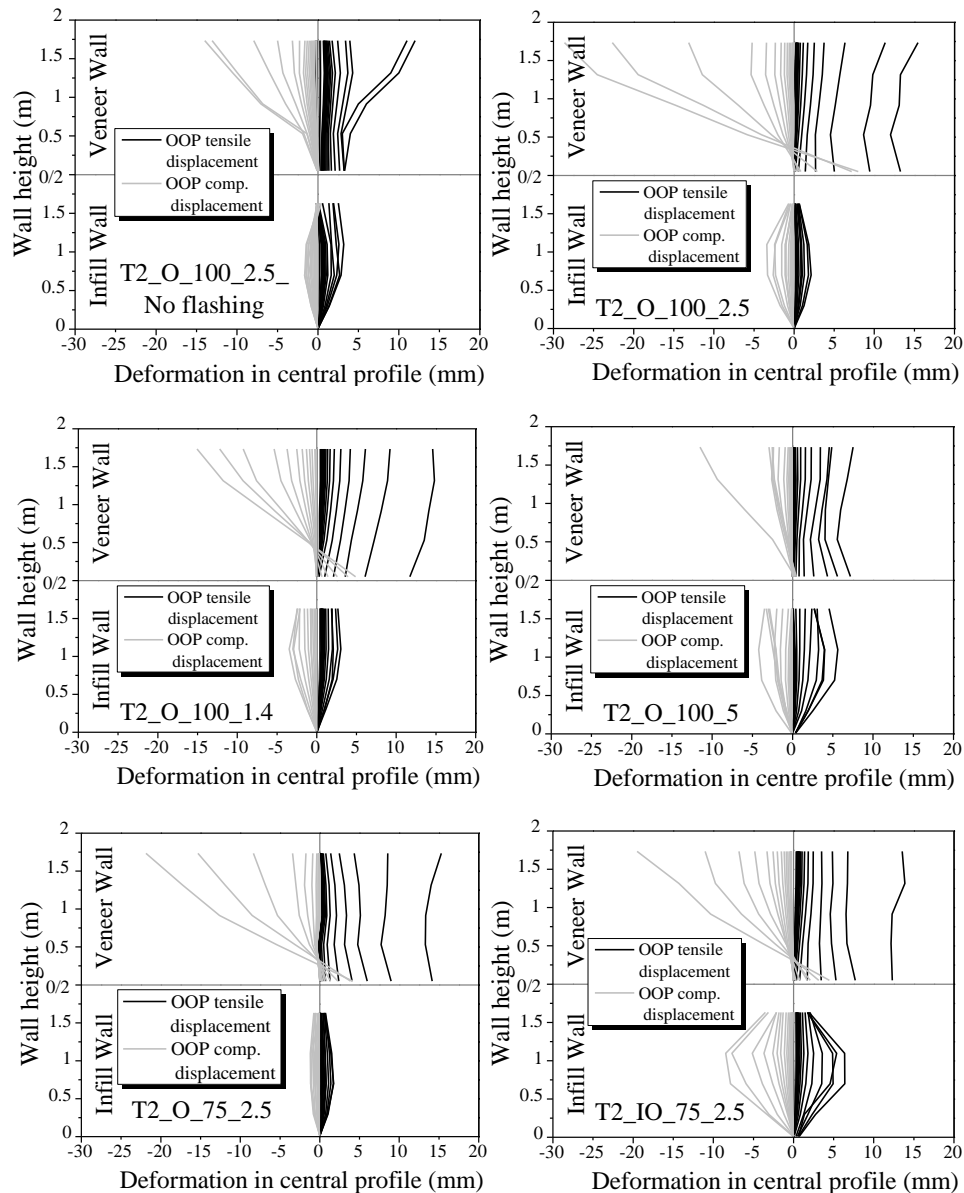 2
1.5
1
0.5
0/2
1.5
1
0.5
0
Wall height (m)
Veneer Wall
Infill Wall
OOP tensile
displacement
OOP comp.
displacement
T2_O_100_2.5_
No flashing
-30 -25 -20 -15 -10 -5 0 5 10 15 20
Deformation in central profile (mm)
2
1.5
1
0.5
0/2
1.5
1
0.5
0
Wall height (m)
Veneer Wall
Infill Wall
OOP tensile
displacement
OOP comp.
displacement
T2_O_100_2.5
-30 -25 -20 -15 -10 -5 0 5 10 15 20
Deformation in central profile (mm)
2
1.5
1
0.5
0/2
1.5
1
0.5
0
Wall height (m)
Veneer Wall
Infill Wall
OOP tensile
displacement
OOP comp.
displacement
T2_O_100_1.4
-30 -25 -20 -15 -10 -5 0 5 10 15 20
Deformation in central profile (mm)
2
1.5
1
0.5
0/2
1.5
1
0.5
0
Wall height (m)
Veneer Wall
Infill Wall
OOP tensile
displacement
OOP comp.
displacement
T2_O_100_5
-30 -25 -20 -15 -10 -5 0 5 10 15 20
Deformation in centre profile (mm)
2
1.5
1
0.5
0/2
1.5
1
0.5
0
Wall height (m)
Veneer Wall
Infill Wall
OOP tensile
displacement
OOP comp.
displacement
T2_O_75_2.5
-30 -25 -20 -15 -10 -5 0 5 10 15 20
Deformation in central profile (mm)
2
1.5
1
0.5
0/2
1.5
1
0.5
0
Wall height (m)
Veneer Wall
Infill Wall
OOP tensile
displacement
OOP comp.
displacement
T2_IO_75_2.5
-30 -25 -20 -15 -10 -5 0 5 10 15 20
Deformation in central profile (mm)